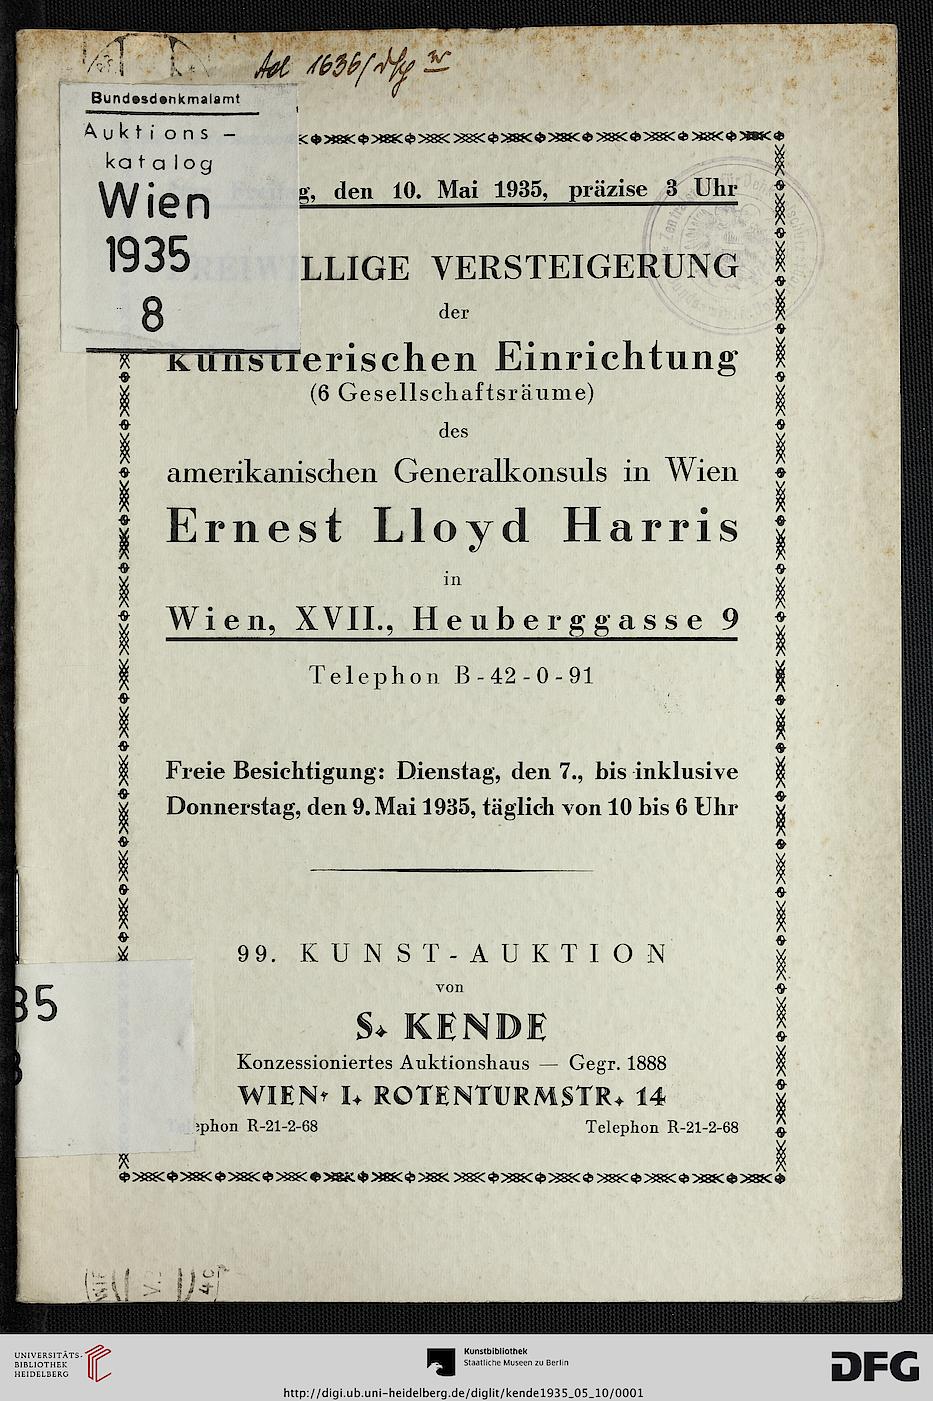 Ad 1636/
Bundesdenkmalamt
Auktions-
katalog
Wien
1935
8
g, den 10. Mai 1935, präzise 3 Uhr
LLIGE VERSTEIGERUNG
der
künstlerischen Einrichtung
(6 Gesellschaftsräume)
des
amerikanischen Generalkonsuls in Wien
Ernest Lloyd Harris
in
Wien, XVII., Heuberggasse 9
Telephon B-42-0-91
Freie Besichtigung: Dienstag, den 7., bis inklusive
Donnerstag, den 9. Mai 1935, täglich von 10 bis 6 Uhr
99. KUNST-AUKTION
von
S. KENDE
Konzessioniertes Auktionshaus — Gegr. 1888
WIEN, I. ROTENTURMSTR. 14
ephon R-21-2-68 Telephon R-21-2-68
35
UNIVERSITÄTS-
BIBLIOTHEK
HEIDELBERG
Kunstbibliothek
Staatliche Museen zu Berlin
DFG
http://digi.ub.uni-heidelberg.de/diglit/kende1935_05_10/0001